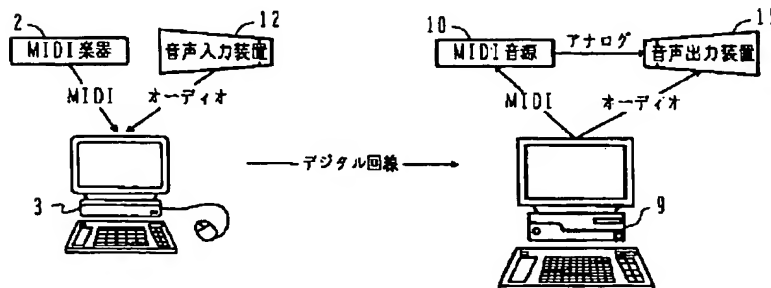 2
12
MIDI楽器
音声入力装置
MIDI
オーディオ
3
デジタル回線
10
MIDI音源
アナログ
音声出力装置
MIDI
オーディオ
9